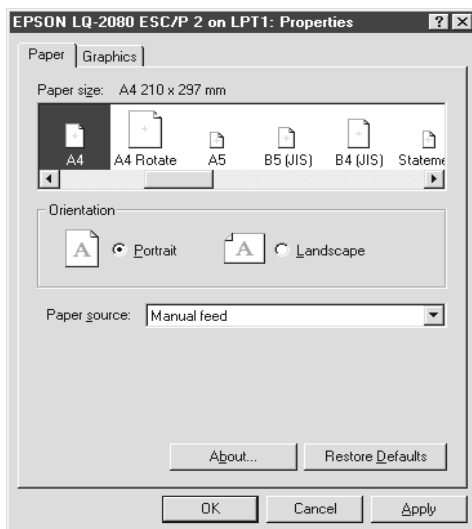 EPSON LQ-2080 ESC/P 2 on LPT1: Properties
Paper Graphics
Paper size: A4 210 x 297 mm
A4 A4 Rotate A5 B5 (JIS) B4 (JIS) Stateme
Orientation
A Portrait A Landscape
Paper source: Manual feed
About... Restore Defaults
OK Cancel Apply